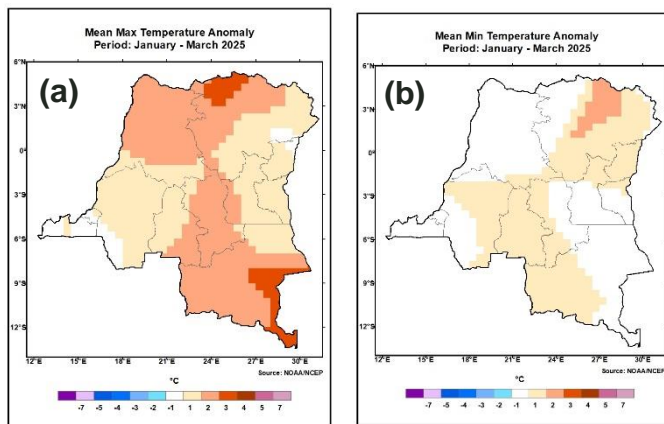 Mean Max Temperature Anomaly
Period: January - March 2025
(a)
6°N
3°N
0°
3°S
6°S
9°S
12°S
12°E 15°E 18°E 21°E 24°E 27°E 30°E
Source: NOAA/NCEP
°C
-7 -5 -4 -3 -2 -1 1 2 3 4 5 7
Mean Min Temperature Anomaly
Period: January - March 2025
(b)
6°N
3°N
0°
3°S
6°S
9°S
12°S
12°E 15°E 18°E 21°E 24°E 27°E 30°E
Source: NOAA/NCEP
°C
-7 -5 -4 -3 -2 -1 1 2 3 4 5 7